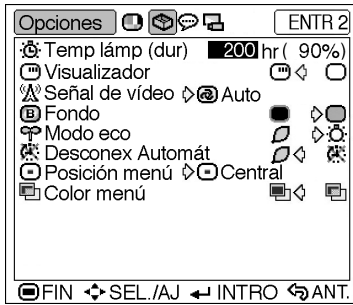 Opciones ENTR 2
Temp lámp (dur) 200 hr( 90%)
Visualizador
Señal de vídeo Auto
B Fondo
Modo eco
Desconex Automát
Posición menú Central
Color menú
FIN SEL./AJ INTRO ANT.